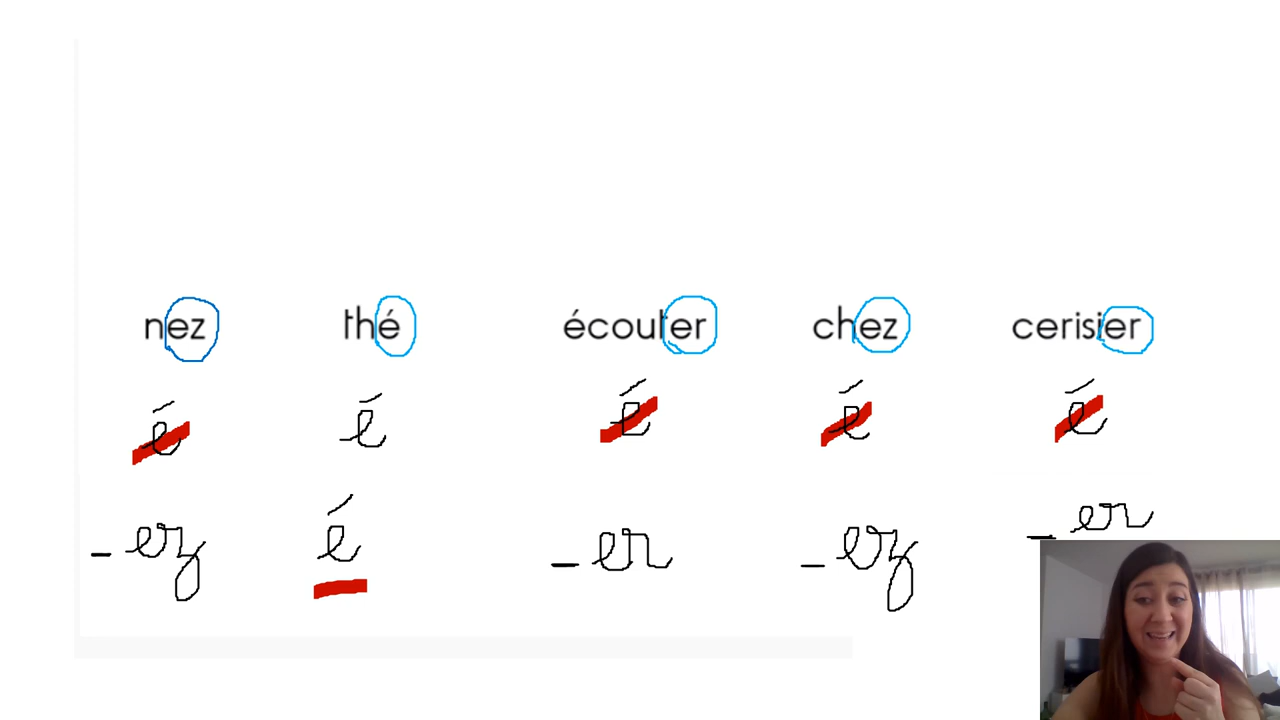 nez thé écouter chez cerisier
é é é é é
-ez é -er -ez -er